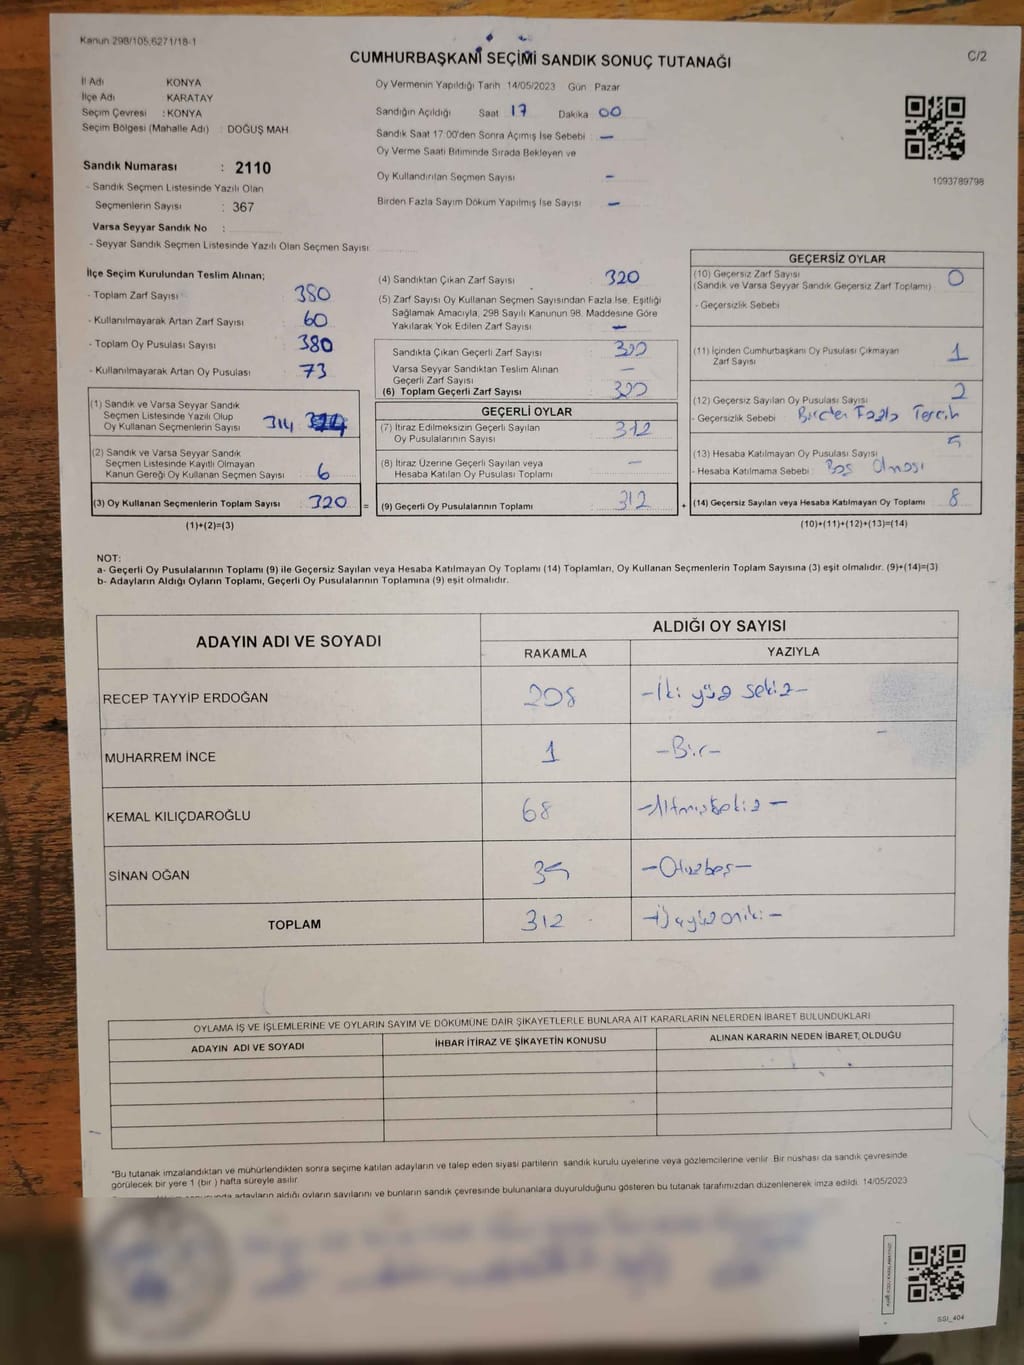 Kanun 298/105,6271/18-1
CUMHURBAŞKANI SEÇİMİ SANDIK SONUÇ TUTANAĞI
C/2
İl Adı KONYA
İlçe Adı KARATAY
Seçim Çevresi : KONYA
Seçim Bölgesi (Mahalle Adı) : DOĞUŞ MAH.
Oy Vermenin Yapıldığı Tarih 14/05/2023 Gün Pazar
Sandığın Açıldığı Saat 17 Dakika 00
Sandık Saat 17:00'den Sonra Açılmış İse Sebebi : —
Oy Verme Saati Bitiminde Sırada Bekleyen ve
Oy Kullandırılan Seçmen Sayısı —
Birden Fazla Sayım Döküm Yapılmış İse Sayısı —
1093789798
Sandık Numarası : 2110
- Sandık Seçmen Listesinde Yazılı Olan
Seçmenlerin Sayısı : 367
Varsa Seyyar Sandık No :
- Seyyar Sandık Seçmen Listesinde Yazılı Olan Seçmen Sayısı
İlçe Seçim Kurulundan Teslim Alınan;
- Toplam Zarf Sayısı 380
- Kullanılmayarak Artan Zarf Sayısı 60
- Toplam Oy Pusulası Sayısı 380
- Kullanılmayarak Artan Oy Pusulası 73
(1) Sandık ve Varsa Seyyar Sandık
Seçmen Listesinde Yazılı Olup
Oy Kullanan Seçmenlerin Sayısı 314
(2) Sandık ve Varsa Seyyar Sandık
Seçmen Listesinde Kayıtlı Olmayan
Kanun Gereği Oy Kullanan Seçmen Sayısı 6
(3) Oy Kullanan Seçmenlerin Toplam Sayısı 320
(1)+(2)=(3)
(4) Sandıktan Çıkan Zarf Sayısı 320
(5) Zarf Sayısı Oy Kullanan Seçmen Sayısından Fazla İse, Eşitliği
Sağlamak Amacıyla, 298 Sayılı Kanunun 98. Maddesine Göre
Yakılarak Yok Edilen Zarf Sayısı —
Sandıkta Çıkan Geçerli Zarf Sayısı 320
Varsa Seyyar Sandıktan Teslim Alınan
Geçerli Zarf Sayısı —
(6) Toplam Geçerli Zarf Sayısı 320
GEÇERLİ OYLAR
(7) İtiraz Edilmeksizin Geçerli Sayılan
Oy Pusulalarının Sayısı 312
(8) İtiraz Üzerine Geçerli Sayılan veya
Hesaba Katılan Oy Pusulası Toplamı —
= (9) Geçerli Oy Pusulalarının Toplamı 312
GEÇERSİZ OYLAR
(10) Geçersiz Zarf Sayısı 0
(Sandık ve Varsa Seyyar Sandık Geçersiz Zarf Toplamı)
- Geçersizlik Sebebi
(11) İçinden Cumhurbaşkanı Oy Pusulası Çıkmayan
Zarf Sayısı 1
(12) Geçersiz Sayılan Oy Pusulası Sayısı 2
- Geçersizlik Sebebi Birden Fazla Tercih
(13) Hesaba Katılmayan Oy Pusulası Sayısı 5
- Hesaba Katılmama Sebebi Boş Olması
+ (14) Geçersiz Sayılan veya Hesaba Katılmayan Oy Toplamı 8
(10)+(11)+(12)+(13)=(14)
NOT:
a- Geçerli Oy Pusulalarının Toplamı (9) ile Geçersiz Sayılan veya Hesaba Katılmayan Oy Toplamı (14) Toplamları, Oy Kullanan Seçmenlerin Toplam Sayısına (3) eşit olmalıdır. (9)+(14)=(3)
b- Adayların Aldığı Oyların Toplamı, Geçerli Oy Pusulalarının Toplamına (9) eşit olmalıdır.
ADAYIN ADI VE SOYADI ALDIĞI OY SAYISI
RAKAMLA YAZIYLA
RECEP TAYYİP ERDOĞAN 208 -İki yüz sekiz-
MUHARREM İNCE 1 -Bir-
KEMAL KILIÇDAROĞLU 68 -Altmışsekiz-
SİNAN OĞAN 35 -Otuzbeş-
TOPLAM 312 -Üçyüzoniki-
OYLAMA İŞ VE İŞLEMLERİNE VE OYLARIN SAYIM VE DÖKÜMÜNE DAİR ŞİKAYETLERLE BUNLARA AİT KARARLARIN NELERDEN İBARET BULUNDUKLARI
ADAYIN ADI VE SOYADI İHBAR İTİRAZ VE ŞİKAYETİN KONUSU ALINAN KARARIN NEDEN İBARET OLDUĞU
"Bu tutanak imzalandıktan ve mühürlendikten sonra seçime katılan adayların ve talep eden siyasi partilerin sandık kurulu üyelerine veya gözlemcilerine verilir. Bir nüshası da sandık çevresinde
görülecek bir yere 1 (bir ) hafta süreyle asılır.
adayların aldığı oyların sayılarını ve bunların sandık çevresinde bulunanlara duyurulduğunu gösteren bu tutanak tarafımızdan düzenlenerek imza edildi. 14/05/2023
SSI_404